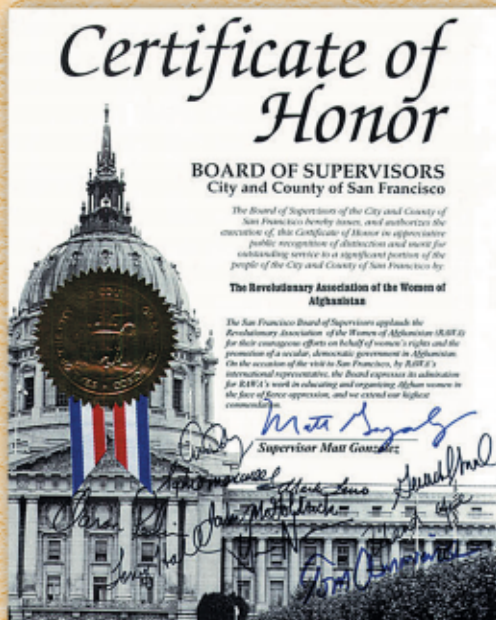 Certificate of
Honor
BOARD OF SUPERVISORS
City and County of San Francisco
The Board of Supervisors of the City and County of
San Francisco hereby issues, and authorizes the
execution of, this Certificate of Honor in appreciative
public recognition of distinction and merit for
outstanding service to a significant portion of the
people of the City and County of San Francisco by:
The Revolutionary Association of the Women of
Afghanistan
The San Francisco Board of Supervisors applauds the
Revolutionary Association of the Women of Afghanistan (RAWA)
for their courageous efforts on behalf of women's rights and the
promotion of a secular, democratic government in Afghanistan.
On the occasion of the visit to San Francisco, by RAWA's
international representative, the Board expresses its admiration
for RAWA's work in educating and organizing Afghan women in
the face of fierce oppression, and we extend our highest
commendation.
Matt Gonzalez
Supervisor Matt Gonzalez
Mark Leno
Tom Ammiano